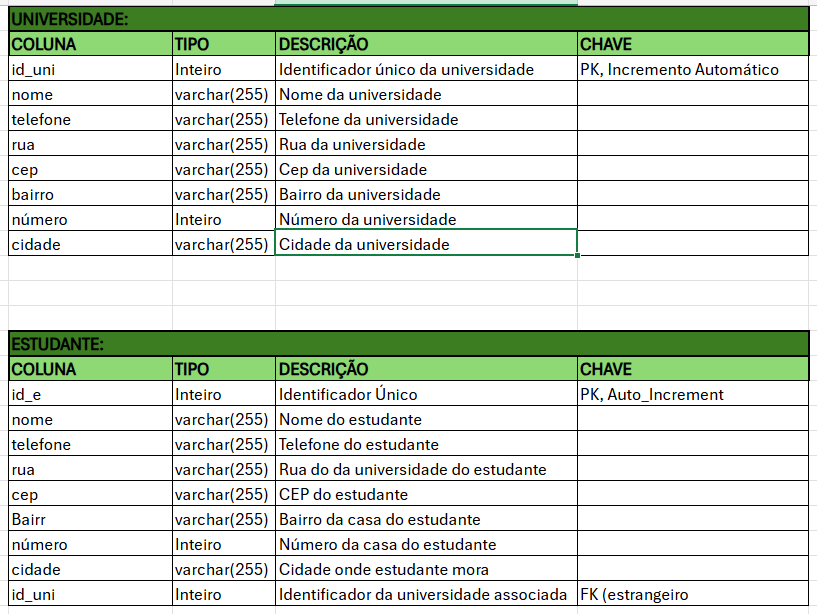 UNIVERSIDADE:
COLUNA TIPO DESCRIÇÃO CHAVE
id_uni Inteiro Identificador único da universidade PK, Incremento Automático
nome varchar(255) Nome da universidade
telefone varchar(255) Telefone da universidade
rua varchar(255) Rua da universidade
cep varchar(255) Cep da universidade
bairro varchar(255) Bairro da universidade
número Inteiro Número da universidade
cidade varchar(255) Cidade da universidade
ESTUDANTE:
COLUNA TIPO DESCRIÇÃO CHAVE
id_e Inteiro Identificador Único PK, Auto_Increment
nome varchar(255) Nome do estudante
telefone varchar(255) Telefone do estudante
rua varchar(255) Rua do da universidade do estudante
cep varchar(255) CEP do estudante
Bairr varchar(255) Bairro da casa do estudante
número Inteiro Número da casa do estudante
cidade varchar(255) Cidade onde estudante mora
id_uni Inteiro Identificador da universidade associada FK (estrangeiro